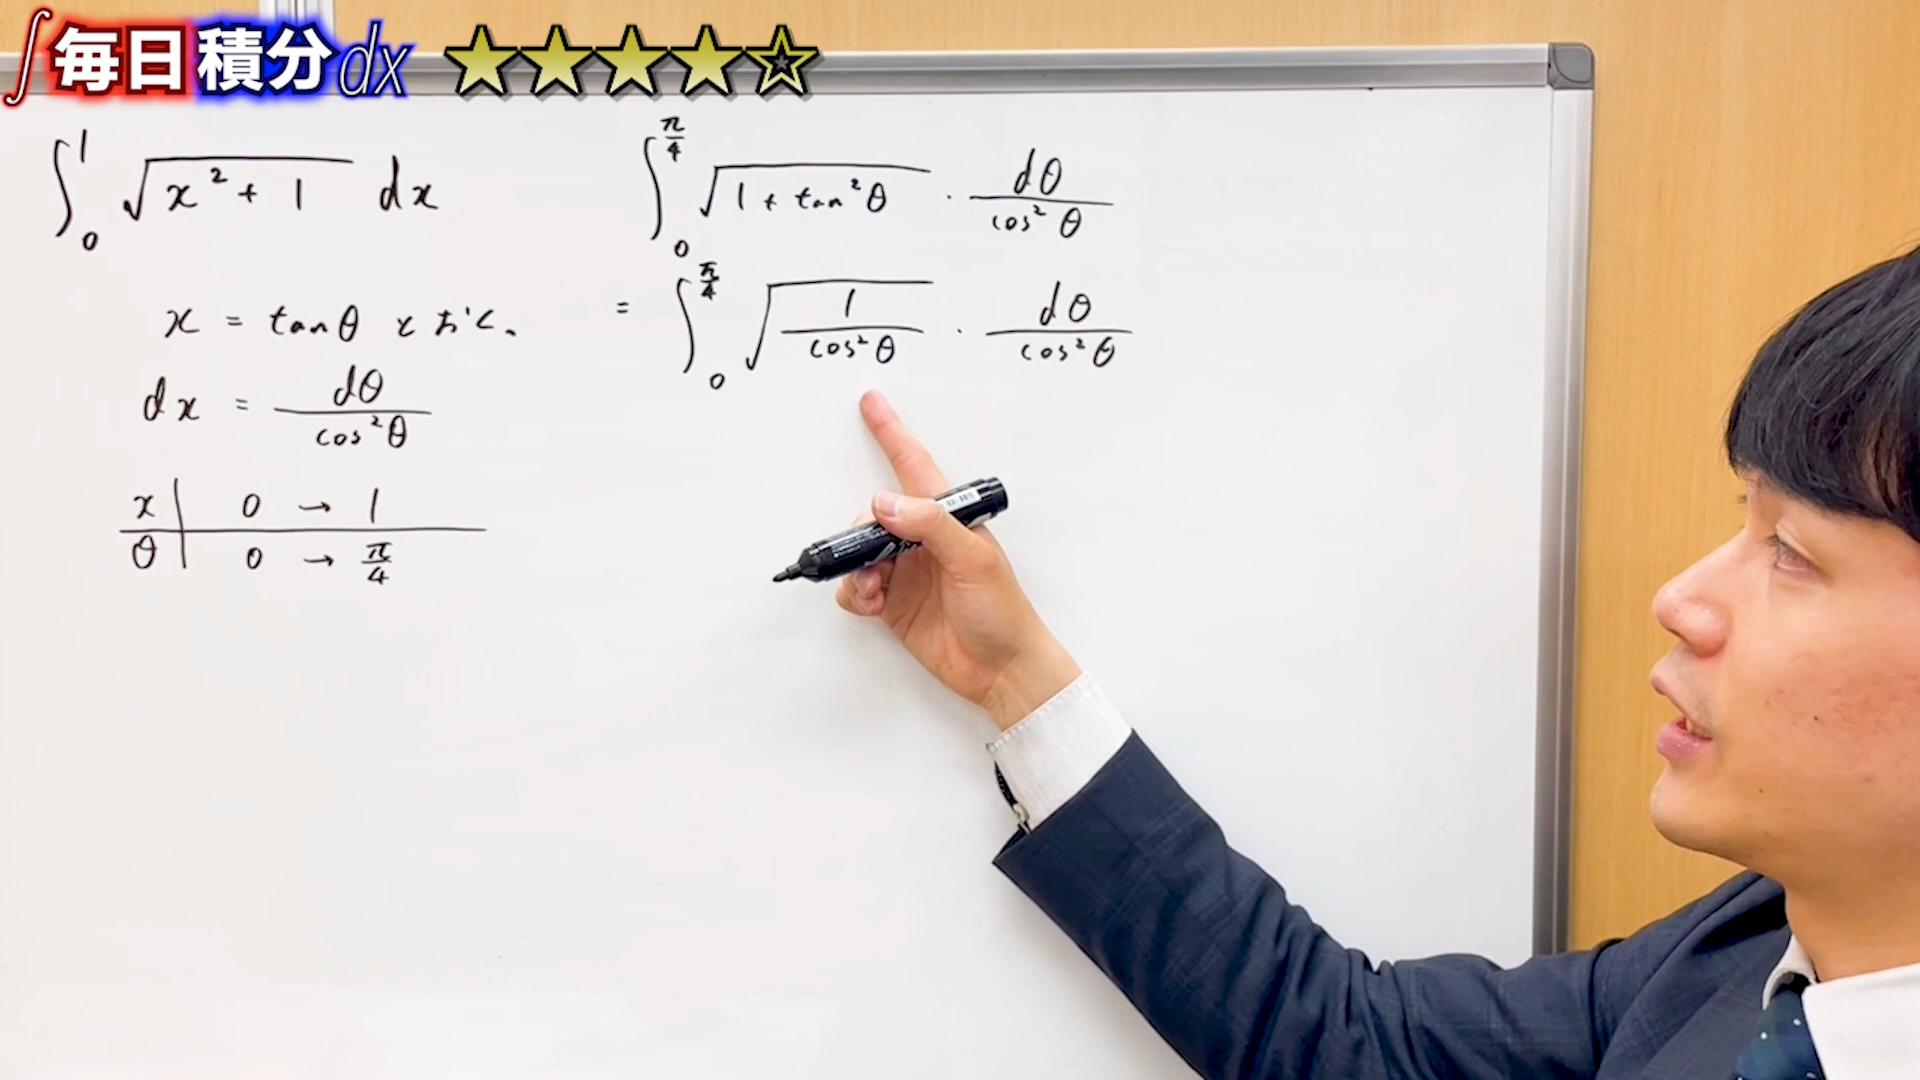 ∫毎日積分dx ★★★★☆
∫₀¹ √(x² + 1) dx
x = tanθ とおく、
dx = dθ/cos²θ
x | 0 → 1
θ | 0 → π/4
∫₀^(π/4) √(1 + tan²θ) · dθ/cos²θ
= ∫₀^(π/4) √(1/cos²θ) · dθ/cos²θ